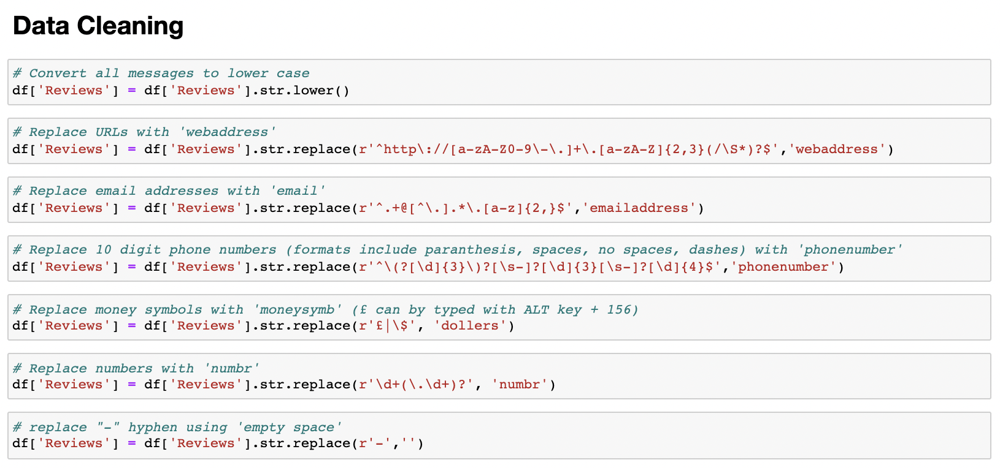 Data Cleaning
# Convert all messages to lower case
df['Reviews'] = df['Reviews'].str.lower()
# Replace URLs with 'webaddress'
df['Reviews'] = df['Reviews'].str.replace(r'^http\://[a-zA-Z0-9\-\.]+\.[a-zA-Z]{2,3}(/\S*)?$','webaddress')
# Replace email addresses with 'email'
df['Reviews'] = df['Reviews'].str.replace(r'^.+@[^\.].*\.[a-z]{2,}$','emailaddress')
# Replace 10 digit phone numbers (formats include paranthesis, spaces, no spaces, dashes) with 'phonenumber'
df['Reviews'] = df['Reviews'].str.replace(r'^\(?[\d]{3}\)?[\s-]?[\d]{3}[\s-]?[\d]{4}$','phonenumber')
# Replace money symbols with 'moneysymb' (£ can by typed with ALT key + 156)
df['Reviews'] = df['Reviews'].str.replace(r'£|\$', 'dollers')
# Replace numbers with 'numbr'
df['Reviews'] = df['Reviews'].str.replace(r'\d+(\.\d+)?', 'numbr')
# replace "-" hyphen using 'empty space'
df['Reviews'] = df['Reviews'].str.replace(r'-','')